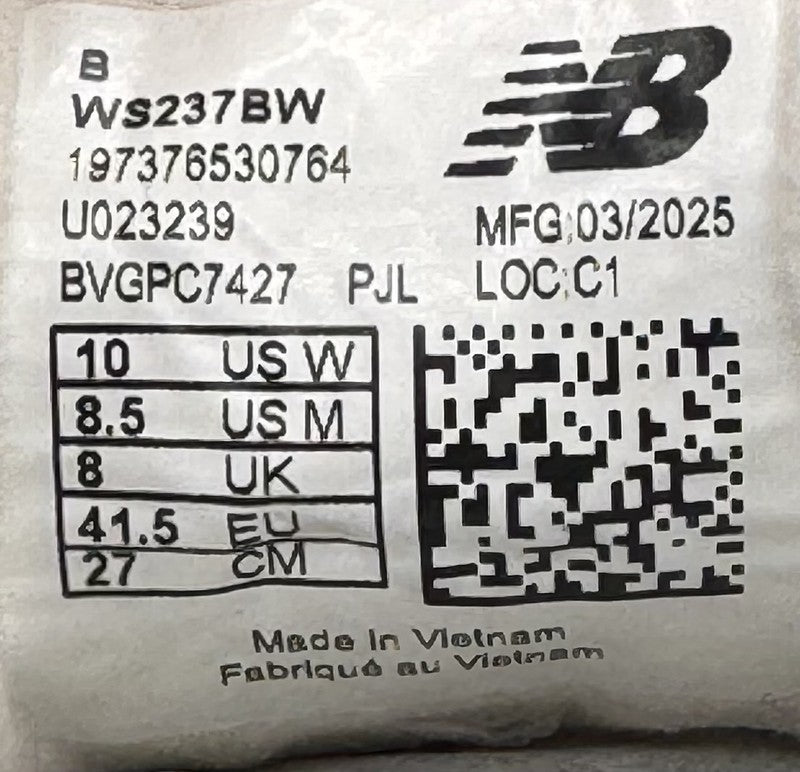 B
WS237BW
197376530764
U023239
BVGPC7427 PJL
NB
MFG:03/2025
LOC:C1
10 US W
8.5 US M
8 UK
41.5 EU
27 CM
Made in Vietnam
Fabriqué au Vietnam